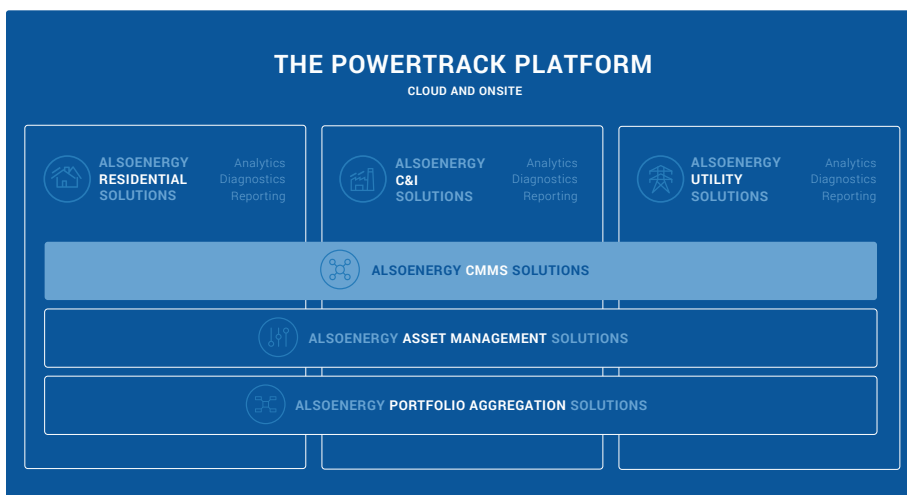 THE POWERTRACK PLATFORM
CLOUD AND ONSITE
ALSOENERGY
RESIDENTIAL
SOLUTIONS
Analytics
Diagnostics
Reporting
ALSOENERGY
C&I
SOLUTIONS
Analytics
Diagnostics
Reporting
ALSOENERGY
UTILITY
SOLUTIONS
Analytics
Diagnostics
Reporting
ALSOENERGY CMMS SOLUTIONS
ALSOENERGY ASSET MANAGEMENT SOLUTIONS
ALSOENERGY PORTFOLIO AGGREGATION SOLUTIONS